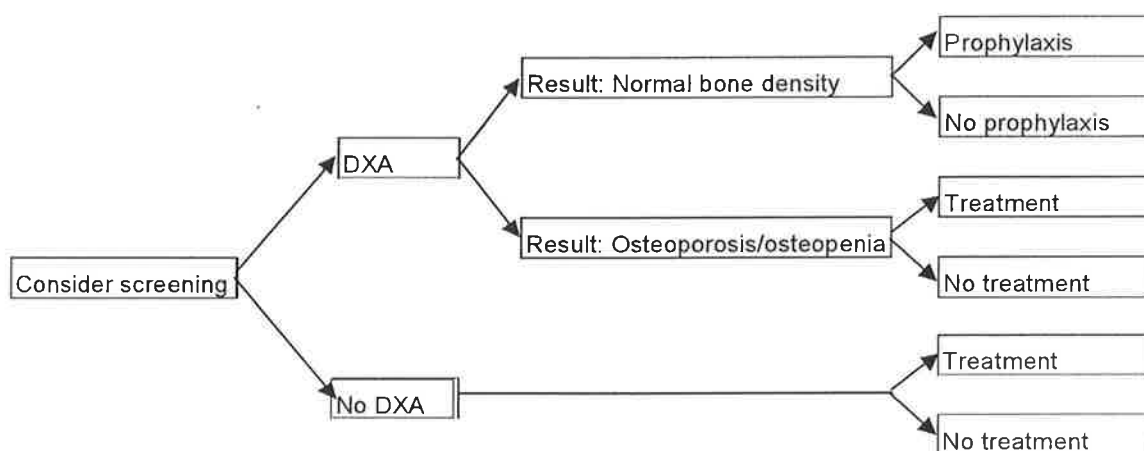 Prophylaxis
Result: Normal bone density
No prophylaxis
DXA
Treatment
Result: Osteoporosis/osteopenia
Consider screening
No treatment
Treatment
No DXA
No treatment